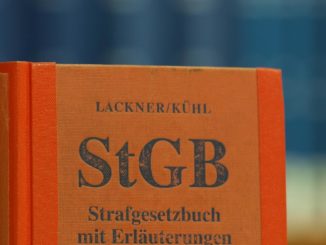 LACKNER/KÜHL
StGB
Strafgesetzbuch
mit Erläuterungen